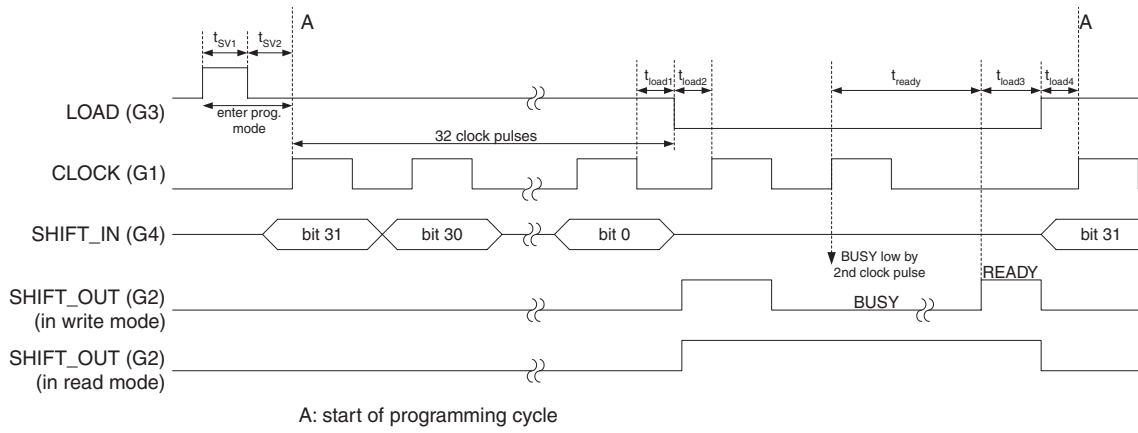 A
A
tSV1
tSV2
tload1
tload2
tready
tload3
tload4
LOAD (G3)
enter prog.
mode
32 clock pulses
CLOCK (G1)
SHIFT_IN (G4)
bit 31
bit 30
bit 0
bit 31
BUSY low by
2nd clock pulse
READY
SHIFT_OUT (G2)
(in write mode)
BUSY
SHIFT_OUT (G2)
(in read mode)
A: start of programming cycle